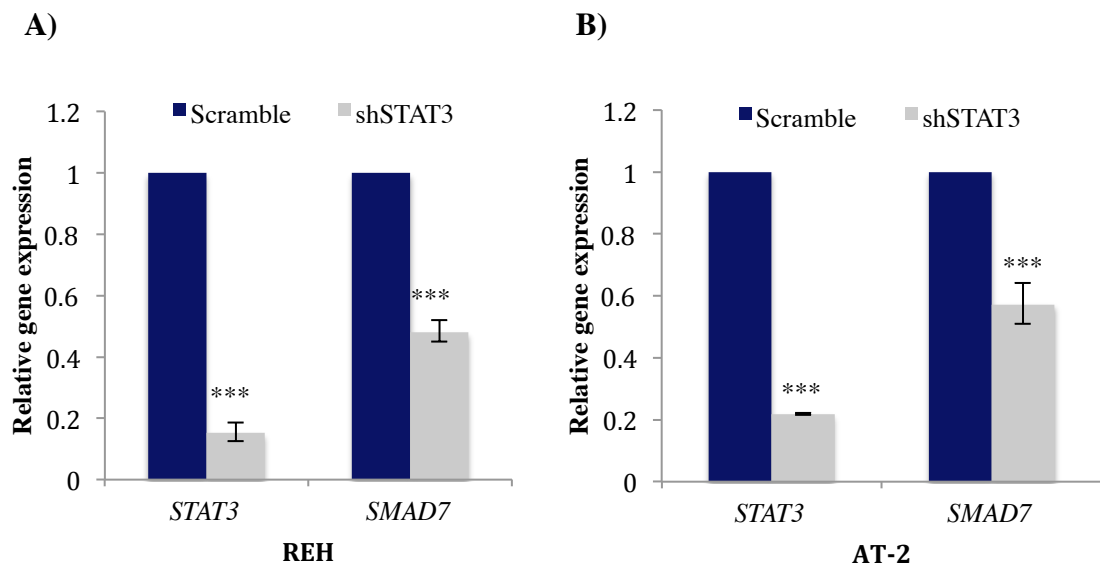 A)
Relative gene expression
1.2
1
0.8
0.6
0.4
0.2
0
Scramble shSTAT3
***
***
STAT3 SMAD7
REH
B)
Relative gene expression
1.2
1
0.8
0.6
0.4
0.2
0
Scramble shSTAT3
***
***
STAT3 SMAD7
AT-2